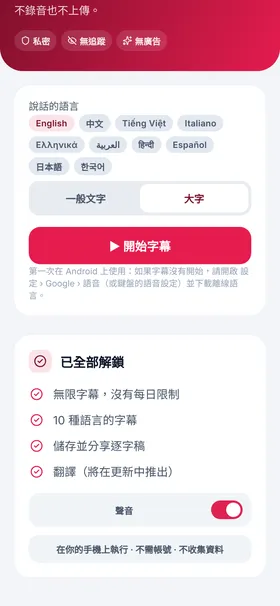 不錄音也不上傳。
私密 無追蹤 無廣告
說話的語言
English 中文 Tiếng Việt Italiano
Ελληνικά العربية हिन्दी Español
日本語 한국어
一般文字 大字
▶ 開始字幕
第一次在 Android 上使用：如果字幕沒有開始，請開啟 設
定 › Google › 語音（或鍵盤的語音設定）並下載離線語
言。
已全部解鎖
無限字幕，沒有每日限制
10 種語言的字幕
儲存並分享逐字稿
翻譯（將在更新中推出）
聲音
在你的手機上執行 · 不需帳號 · 不收集資料